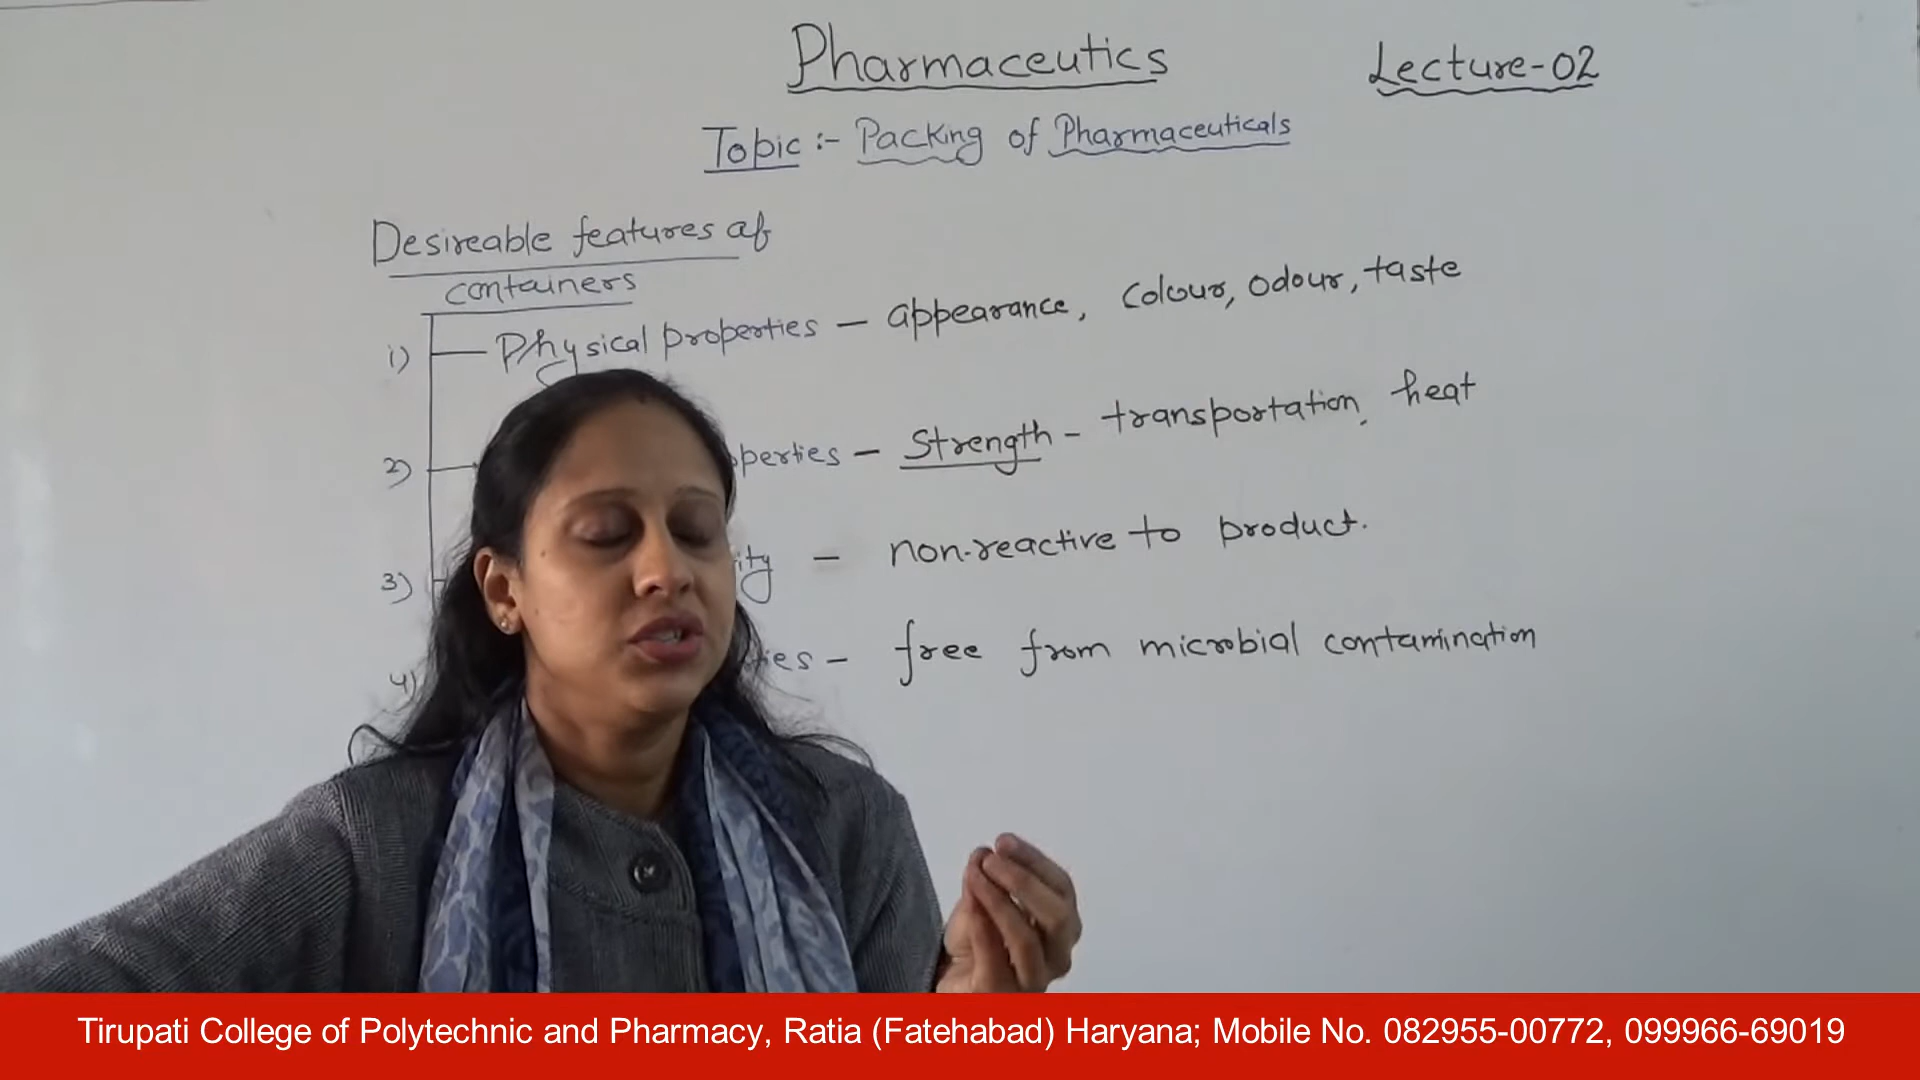 Pharmaceutics
Lecture-02
Topic :- Packing of Pharmaceuticals
Desireable features of
containers
1) Physical properties - appearance, colour, odour, taste
2) perties - Strength - transportation, heat
3) ity - non-reactive to product.
4) ties - free from microbial contamination
Tirupati College of Polytechnic and Pharmacy, Ratia (Fatehabad) Haryana; Mobile No. 082955-00772, 099966-69019